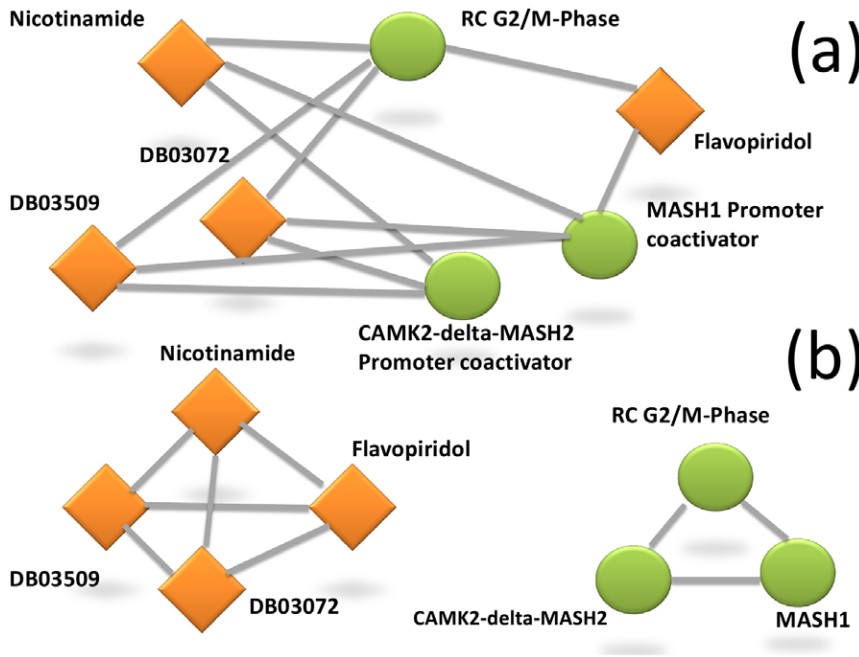 Nicotinamide
RC G2/M-Phase
(a)
Flavopiridol
DB03072
DB03509
MASH1 Promoter
coactivator
CAMK2-delta-MASH2
Promoter coactivator
(b)
Nicotinamide
Flavopiridol
DB03509
DB03072
RC G2/M-Phase
CAMK2-delta-MASH2
MASH1